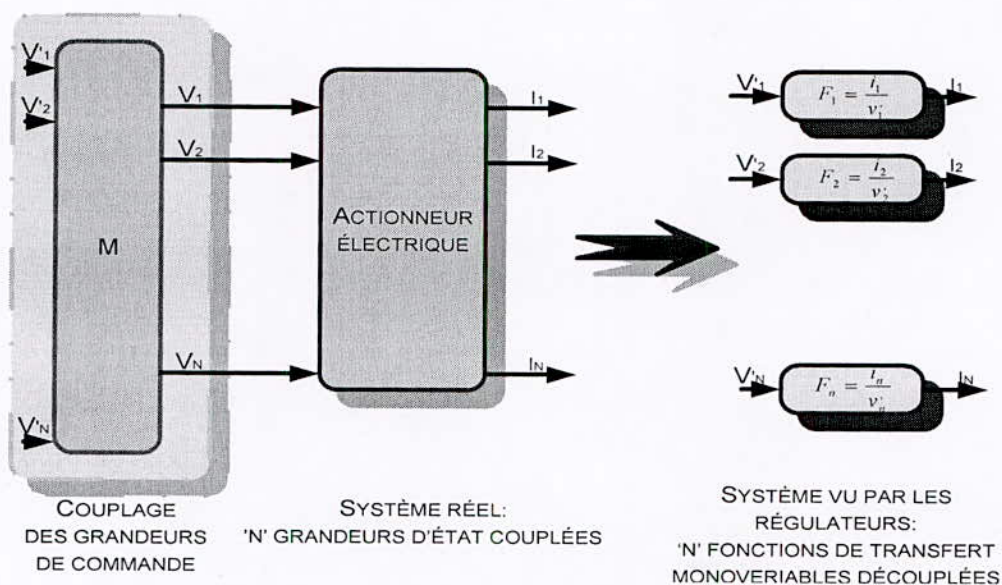 V'1
V'2
V'N
M
V1
V2
VN
ACTIONNEUR
ÉLECTRIQUE
I1
I2
IN
V'1
F1 = i1 / v'1
I1
V'2
F2 = i2 / v'2
I2
V'N
Fn = in / v'n
IN
COUPLAGE
DES GRANDEURS
DE COMMANDE
SYSTÈME RÉEL:
'N' GRANDEURS D'ÉTAT COUPLÉES
SYSTÈME VU PAR LES
RÉGULATEURS:
'N' FONCTIONS DE TRANSFERT
MONOVERIABLES DÉCOUPLÉES